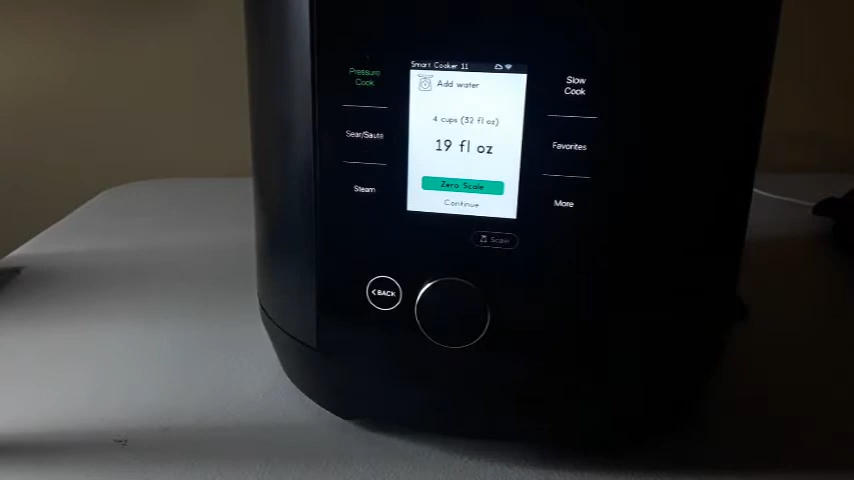 Smart Cooker 11
Pressure
Cook
Add water
Slow
Cook
4 cups (32 fl oz)
Sear/Sauté
19 fl oz
Favorites
Steam
Zero Scale
Continue
More
Scale
<BACK